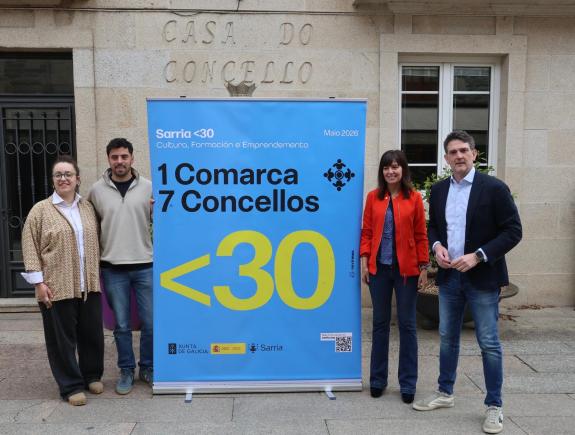 CASA DO
CONCELLO
Sarria <30
Maio 2026
Cultura, Formación e Emprendemento
1 Comarca
7 Concellos
<30
XUNTA
DE GALICIA
Sarria